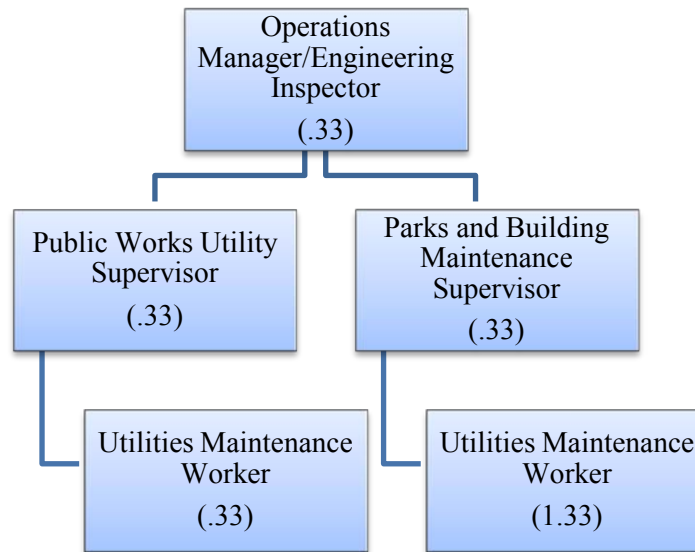 Operations
Manager/Engineering
Inspector
(.33)
Public Works Utility
Supervisor
(.33)
Parks and Building
Maintenance
Supervisor
(.33)
Utilities Maintenance
Worker
(.33)
Utilities Maintenance
Worker
(1.33)